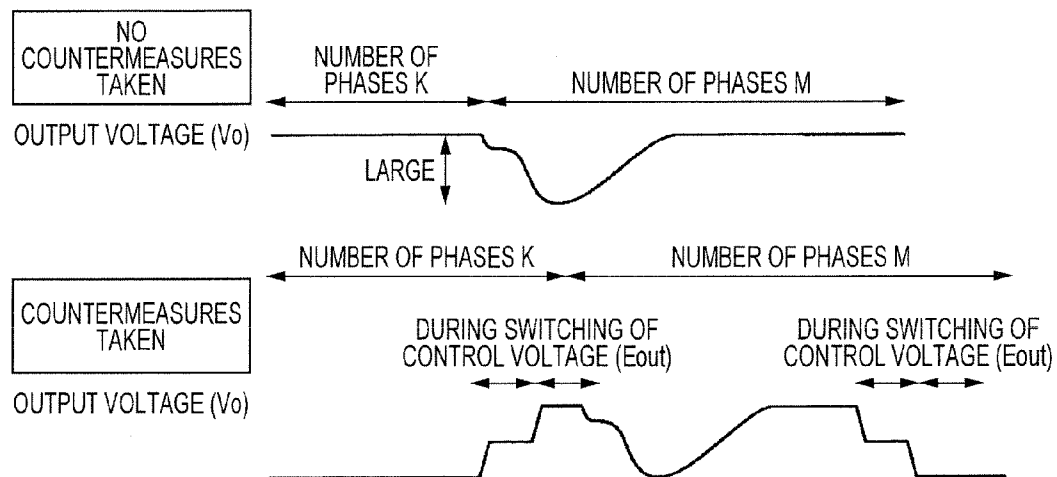 NO
COUNTERMEASURES
TAKEN
NUMBER OF
PHASES K
NUMBER OF PHASES M
OUTPUT VOLTAGE (Vo)
LARGE
NUMBER OF PHASES K
NUMBER OF PHASES M
COUNTERMEASURES
TAKEN
DURING SWITCHING OF
CONTROL VOLTAGE (Eout)
DURING SWITCHING OF
CONTROL VOLTAGE (Eout)
OUTPUT VOLTAGE (Vo)